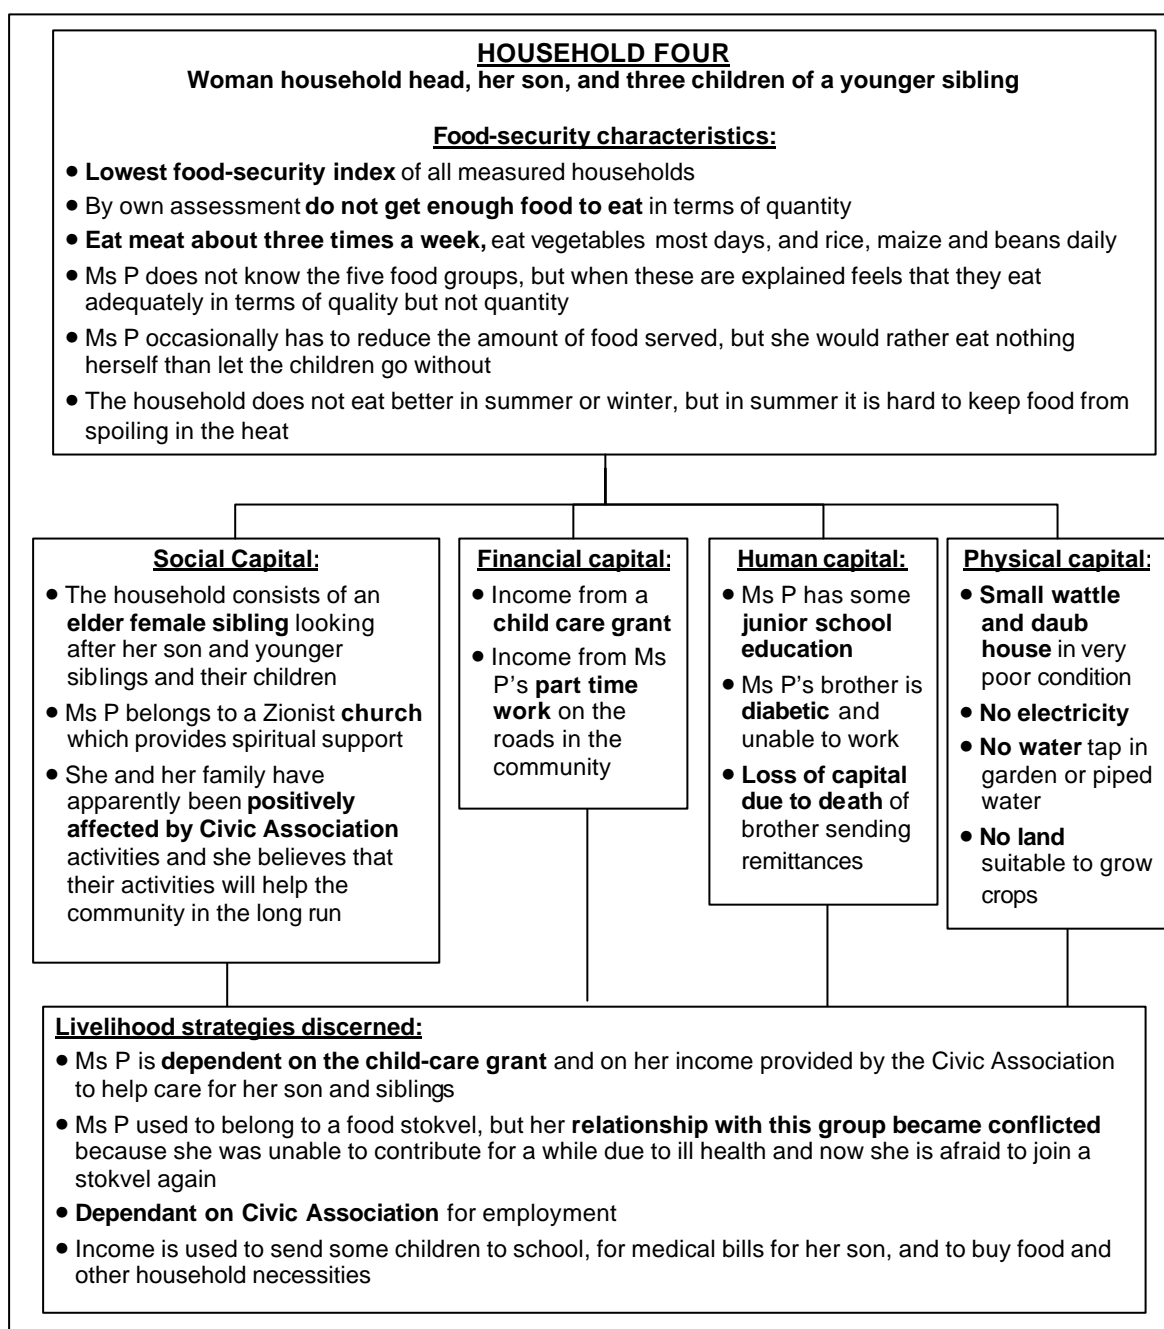 HOUSEHOLD FOUR
Woman household head, her son, and three children of a younger sibling
Food-security characteristics:
• Lowest food-security index of all measured households
• By own assessment do not get enough food to eat in terms of quantity
• Eat meat about three times a week, eat vegetables most days, and rice, maize and beans daily
• Ms P does not know the five food groups, but when these are explained feels that they eat
adequately in terms of quality but not quantity
• Ms P occasionally has to reduce the amount of food served, but she would rather eat nothing
herself than let the children go without
• The household does not eat better in summer or winter, but in summer it is hard to keep food from
spoiling in the heat
Social Capital:
• The household consists of an
elder female sibling looking
after her son and younger
siblings and their children
• Ms P belongs to a Zionist church
which provides spiritual support
• She and her family have
apparently been positively
affected by Civic Association
activities and she believes that
their activities will help the
community in the long run
Financial capital:
• Income from a
child care grant
• Income from Ms
P's part time
work on the
roads in the
community
Human capital:
• Ms P has some
junior school
education
• Ms P's brother is
diabetic and
unable to work
• Loss of capital
due to death of
brother sending
remittances
Physical capital:
• Small wattle
and daub
house in very
poor condition
• No electricity
• No water tap in
garden or piped
water
• No land
suitable to grow
crops
Livelihood strategies discerned:
• Ms P is dependent on the child-care grant and on her income provided by the Civic Association
to help care for her son and siblings
• Ms P used to belong to a food stokvel, but her relationship with this group became conflicted
because she was unable to contribute for a while due to ill health and now she is afraid to join a
stokvel again
• Dependant on Civic Association for employment
• Income is used to send some children to school, for medical bills for her son, and to buy food and
other household necessities